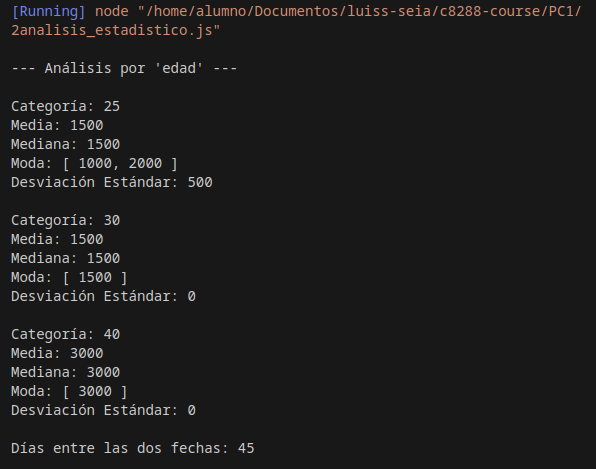 [Running] node "/home/alumno/Documentos/luiss-seia/c8288-course/PC1/
2analisis_estadistico.js"
--- Análisis por 'edad' ---
Categoría: 25
Media: 1500
Mediana: 1500
Moda: [ 1000, 2000 ]
Desviación Estándar: 500
Categoría: 30
Media: 1500
Mediana: 1500
Moda: [ 1500 ]
Desviación Estándar: 0
Categoría: 40
Media: 3000
Mediana: 3000
Moda: [ 3000 ]
Desviación Estándar: 0
Días entre las dos fechas: 45